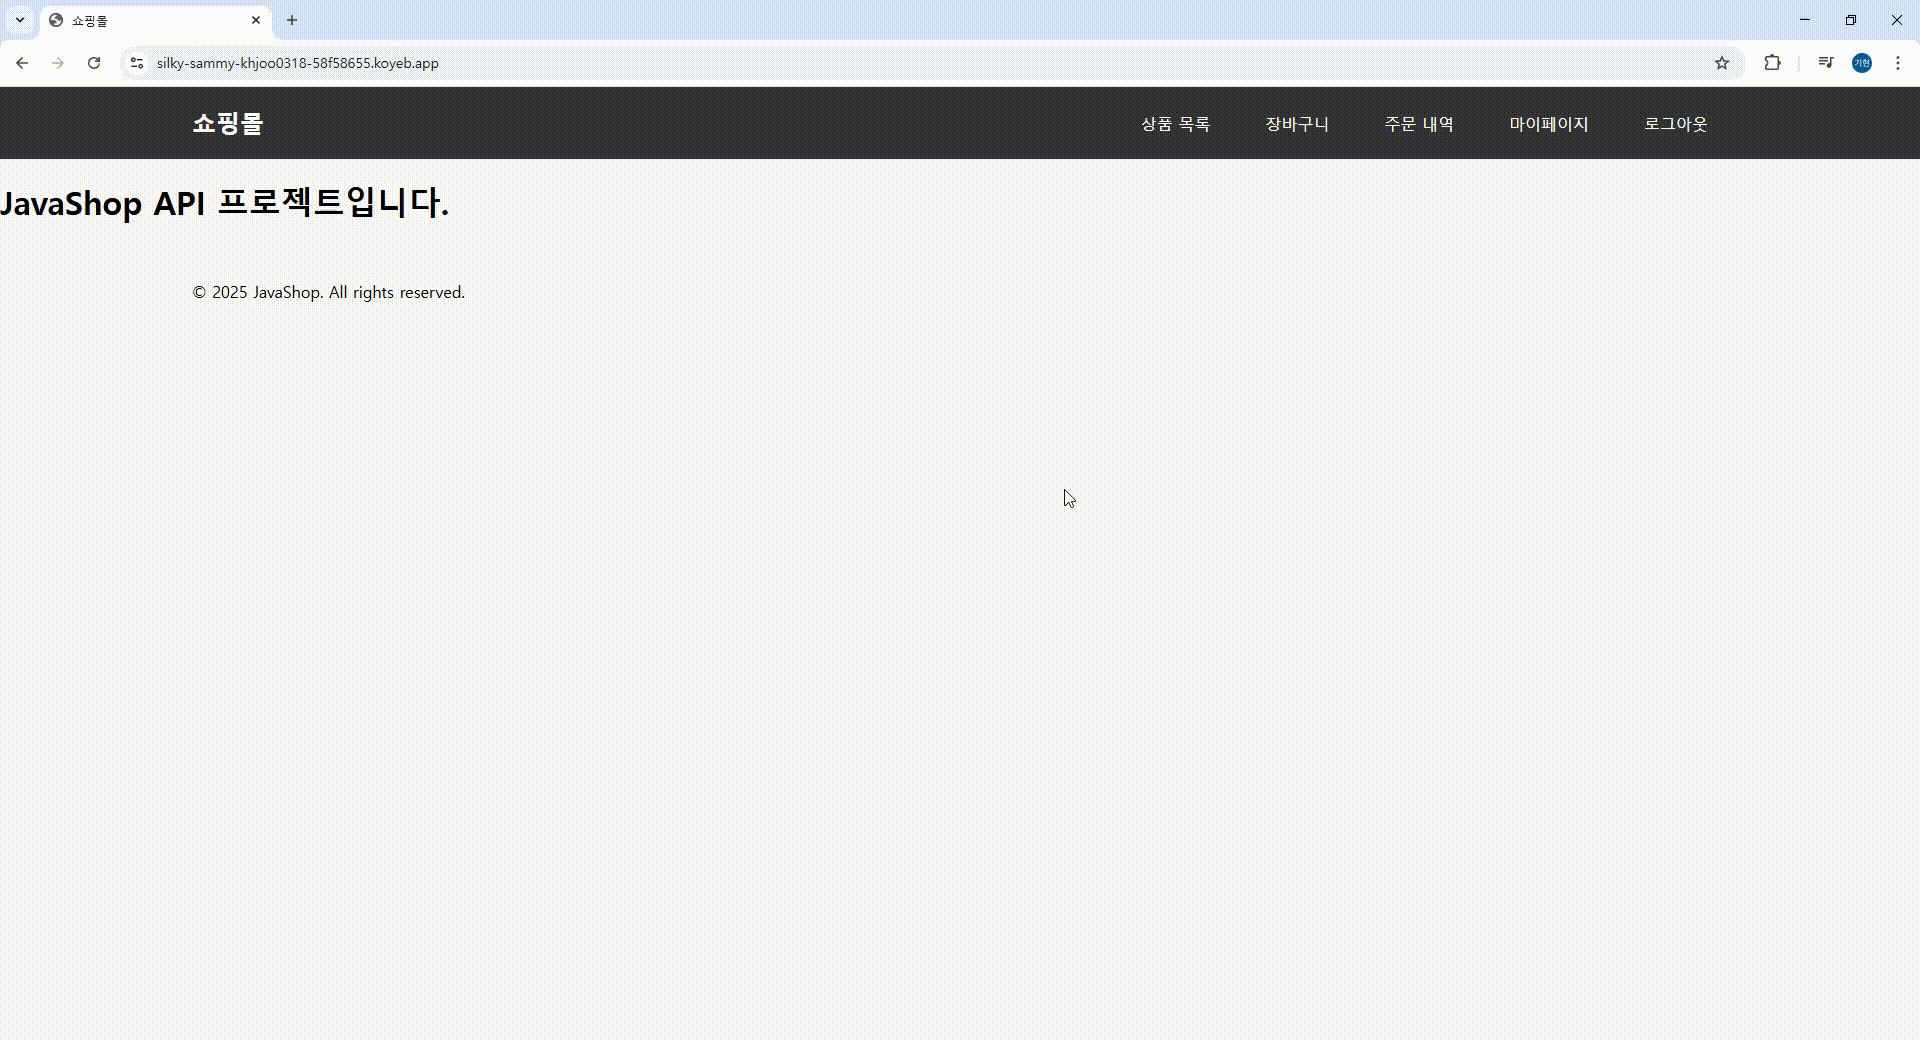 쇼핑몰
silky-sammy-khjoo0318-58f58655.koyeb.app
기현
쇼핑몰
상품 목록 장바구니 주문 내역 마이페이지 로그아웃
JavaShop API 프로젝트입니다.
© 2025 JavaShop. All rights reserved.